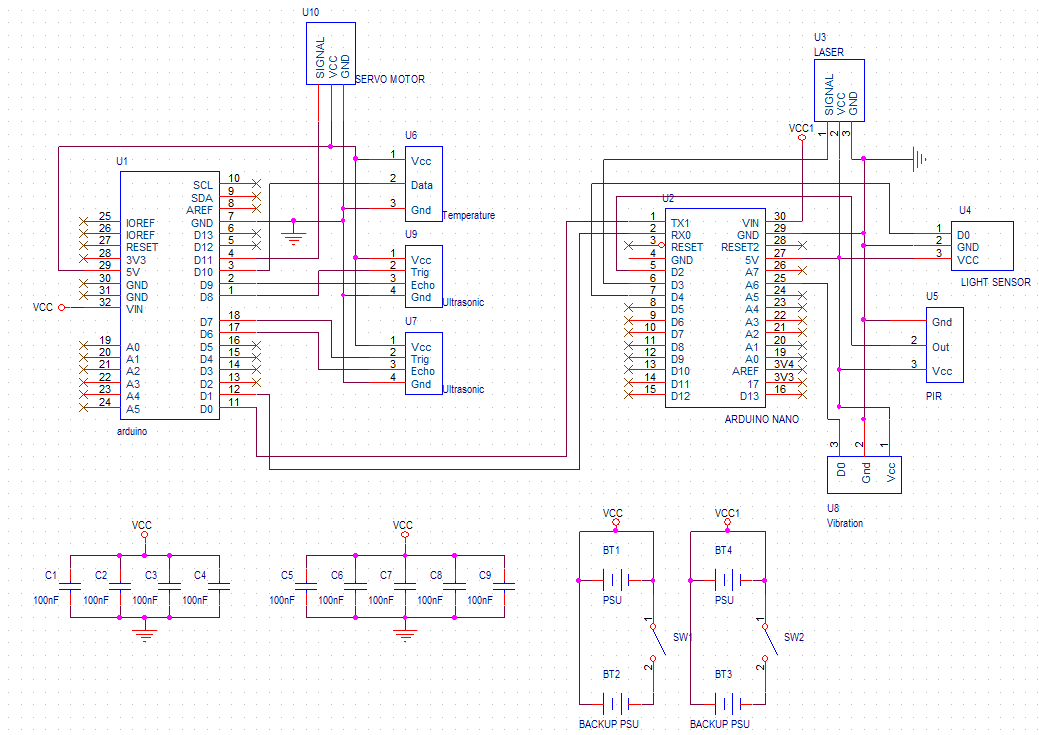 U10
SIGNAL
VCC
GND
SERVO MOTOR
U3
LASER
SIGNAL
VCC
GND
1
2
3
VCC1
U6
1 Vcc
2 Data
3 Gnd
Temperature
U9
1 Vcc
2 Trig
3 Echo
4 Gnd
Ultrasonic
U7
1 Vcc
2 Trig
3 Echo
4 Gnd
Ultrasonic
U1
25 IOREF
26 IOREF
27 RESET
28 3V3
29 5V
30 GND
31 GND
32 VIN
VCC
19 A0
20 A1
21 A2
22 A3
23 A4
24 A5
SCL 10
SDA 9
AREF 8
GND 7
D13 6
D12 5
D11 4
D10 3
D9 2
D8 1
D7 18
D6 17
D5 16
D4 15
D3 14
D2 13
D1 12
D0 11
arduino
U2
1 TX1
2 RX0
3 RESET
4 GND
5 D2
6 D3
7 D4
8 D5
9 D6
10 D7
11 D8
12 D9
13 D10
14 D11
15 D12
VIN 30
GND 29
RESET2 28
5V 27
A7 26
A6 25
A5 24
A4 23
A3 22
A2 21
A1 20
A0 19
AREF 3V4
17 3V3
D13 16
ARDUINO NANO
U4
1 D0
2 GND
3 VCC
LIGHT SENSOR
U5
Gnd
2 Out
3 Vcc
PIR
3
2
1
D0
Gnd
Vcc
U8
Vibration
VCC
C1
100nF
C2
100nF
C3
100nF
C4
100nF
VCC
C5
100nF
C6
100nF
C7
100nF
C8
100nF
C9
100nF
VCC
BT1
PSU
1
SW1
2
BT2
BACKUP PSU
VCC1
BT4
PSU
1
SW2
2
BT3
BACKUP PSU